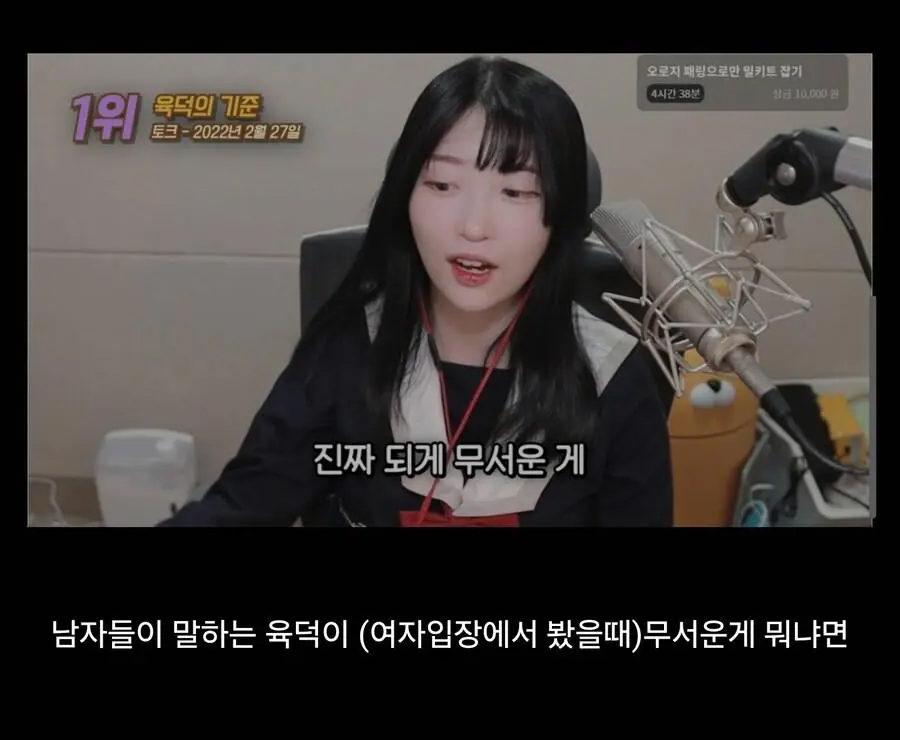 1위 육덕의 기준
토크 - 2022년 2월 27일
오로지 패링으로만 밀키트 잡기
4시간 38분 상금 10,000 원
진짜 되게 무서운 게
남자들이 말하는 육덕이 (여자입장에서 봤을때)무서운게 뭐냐면